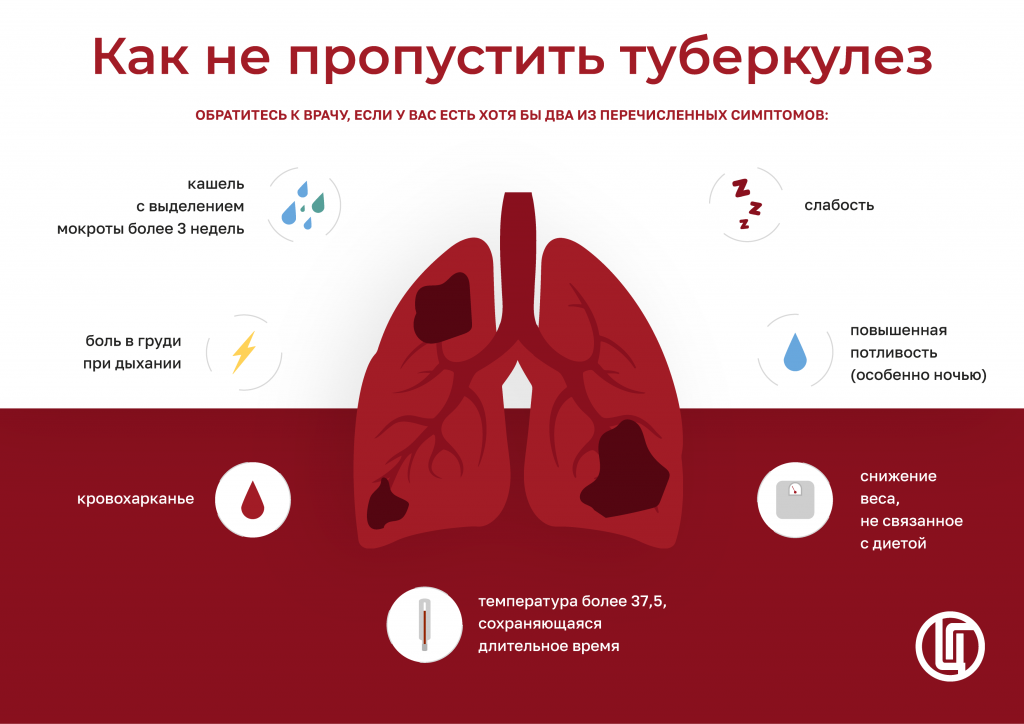 Как не пропустить туберкулез
ОБРАТИТЕСЬ К ВРАЧУ, ЕСЛИ У ВАС ЕСТЬ ХОТЯ БЫ ДВА ИЗ ПЕРЕЧИСЛЕННЫХ СИМПТОМОВ:
кашель
с выделением
мокроты более 3 недель
слабость
боль в груди
при дыхании
повышенная
потливость
(особенно ночью)
кровохарканье
снижение
веса,
не связанное
с диетой
температура более 37,5,
сохраняющаяся
длительное время